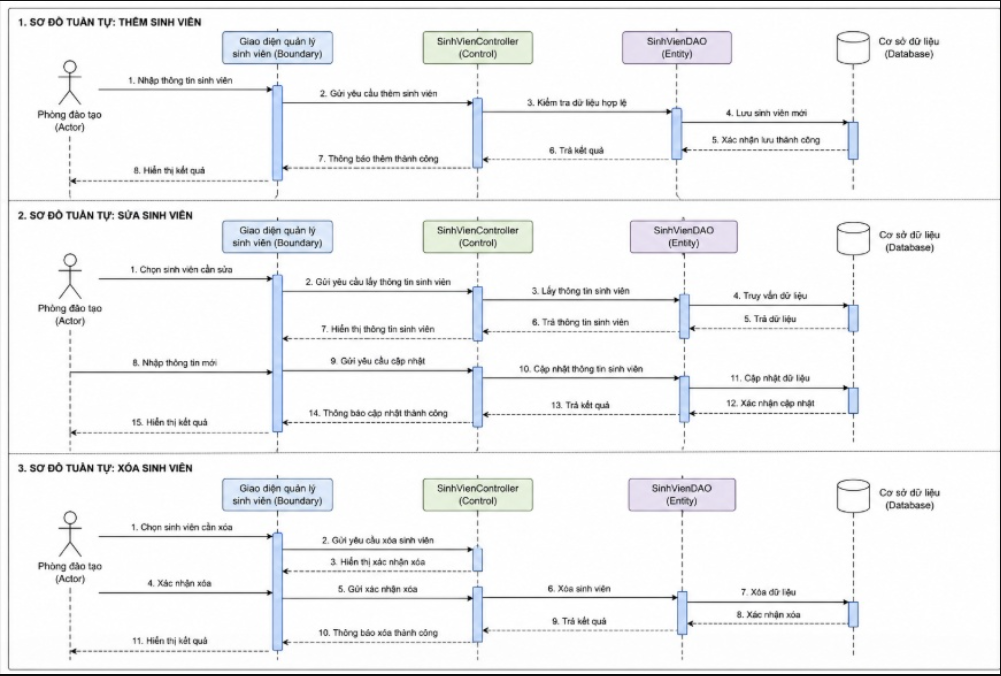 1. SƠ ĐỒ TUẦN TỰ: THÊM SINH VIÊN
Giao diện quản lý
sinh viên (Boundary)
SinhVienController
(Control)
SinhVienDAO
(Entity)
Cơ sở dữ liệu
(Database)
Phòng đào tạo
(Actor)
1. Nhập thông tin sinh viên
2. Gửi yêu cầu thêm sinh viên
3. Kiểm tra dữ liệu hợp lệ
4. Lưu sinh viên mới
5. Xác nhận lưu thành công
6. Trả kết quả
7. Thông báo thêm thành công
8. Hiển thị kết quả
2. SƠ ĐỒ TUẦN TỰ: SỬA SINH VIÊN
Giao diện quản lý
sinh viên (Boundary)
SinhVienController
(Control)
SinhVienDAO
(Entity)
Cơ sở dữ liệu
(Database)
Phòng đào tạo
(Actor)
1. Chọn sinh viên cần sửa
2. Gửi yêu cầu lấy thông tin sinh viên
3. Lấy thông tin sinh viên
4. Truy vấn dữ liệu
5. Trả dữ liệu
6. Trả thông tin sinh viên
7. Hiển thị thông tin sinh viên
8. Nhập thông tin mới
9. Gửi yêu cầu cập nhật
10. Cập nhật thông tin sinh viên
11. Cập nhật dữ liệu
12. Xác nhận cập nhật
13. Trả kết quả
14. Thông báo cập nhật thành công
15. Hiển thị kết quả
3. SƠ ĐỒ TUẦN TỰ: XÓA SINH VIÊN
Giao diện quản lý
sinh viên (Boundary)
SinhVienController
(Control)
SinhVienDAO
(Entity)
Cơ sở dữ liệu
(Database)
Phòng đào tạo
(Actor)
1. Chọn sinh viên cần xóa
2. Gửi yêu cầu xóa sinh viên
3. Hiển thị xác nhận xóa
4. Xác nhận xóa
5. Gửi xác nhận xóa
6. Xóa sinh viên
7. Xóa dữ liệu
8. Xác nhận xóa
9. Trả kết quả
10. Thông báo xóa thành công
11. Hiển thị kết quả